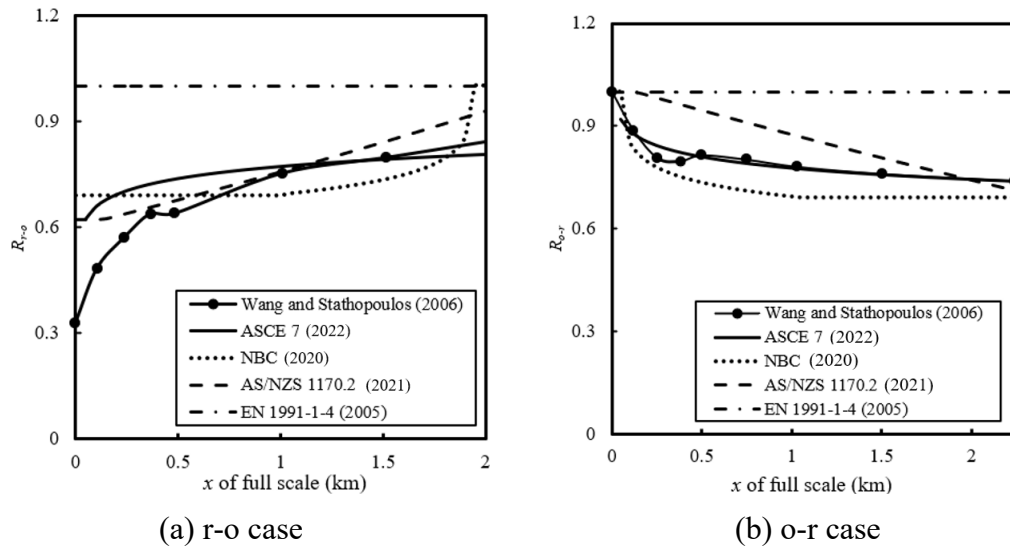 1.2
0.9
0.6
0.3
0
R r-o
Wang and Stathopoulos (2006)
ASCE 7 (2022)
NBC (2020)
AS/NZS 1170.2 (2021)
EN 1991-1-4 (2005)
0 0.5 1 1.5 2
x of full scale (km)
(a) r-o case
1.2
0.9
0.6
0.3
0
R o-r
Wang and Stathopoulos (2006)
ASCE 7 (2022)
NBC (2020)
AS/NZS 1170.2 (2021)
EN 1991-1-4 (2005)
0 0.5 1 1.5 2
x of full scale (km)
(b) o-r case